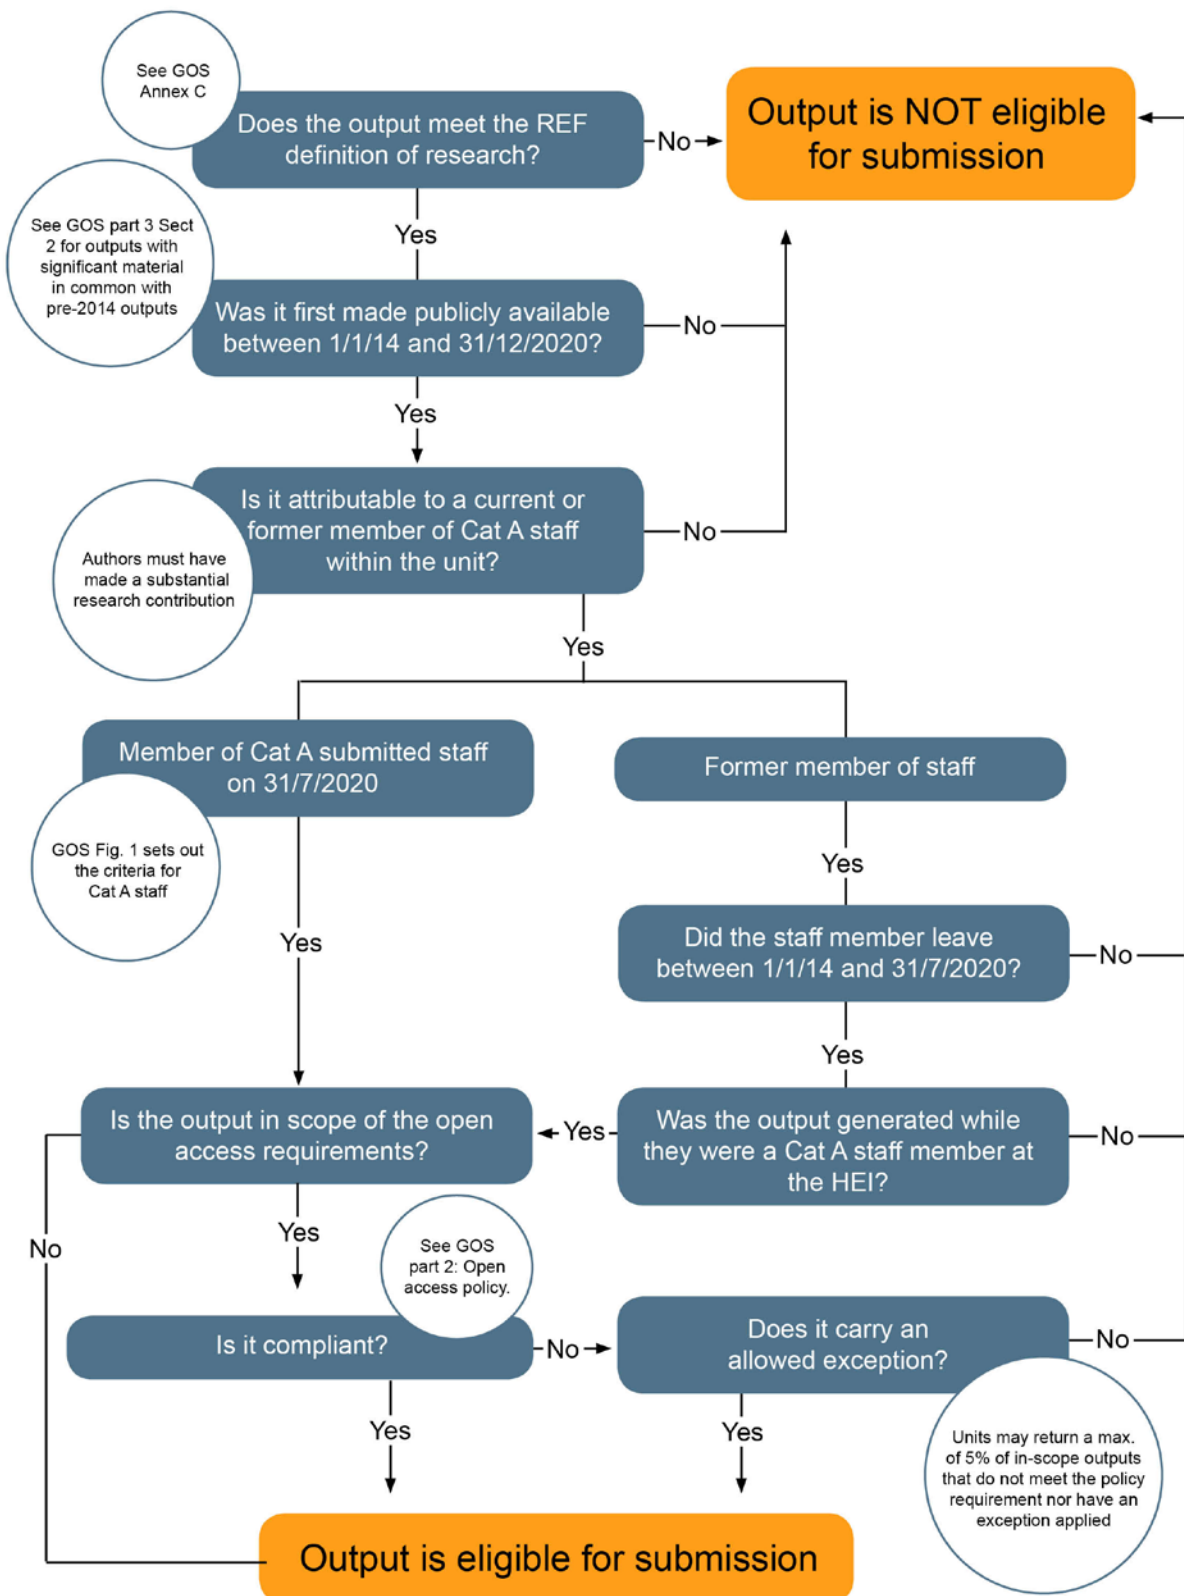 See GOS
Annex C
Does the output meet the REF
definition of research?
No
Output is NOT eligible
for submission
See GOS part 3 Sect
2 for outputs with
significant material
in common with
pre-2014 outputs
Yes
Was it first made publicly available
between 1/1/14 and 31/12/2020?
No
Yes
Is it attributable to a current or
former member of Cat A staff
within the unit?
No
Authors must have
made a substantial
research contribution
Yes
Member of Cat A submitted staff
on 31/7/2020
Former member of staff
GOS Fig. 1 sets out
the criteria for
Cat A staff
Yes
Yes
Did the staff member leave
between 1/1/14 and 31/7/2020?
No
Yes
Is the output in scope of the open
access requirements?
Yes
Was the output generated while
they were a Cat A staff member at
the HEI?
No
No
Yes
See GOS
part 2: Open
access policy.
Is it compliant?
No
Does it carry an
allowed exception?
No
Yes
Yes
Units may return a max.
of 5% of in-scope outputs
that do not meet the policy
requirement nor have an
exception applied
Output is eligible for submission